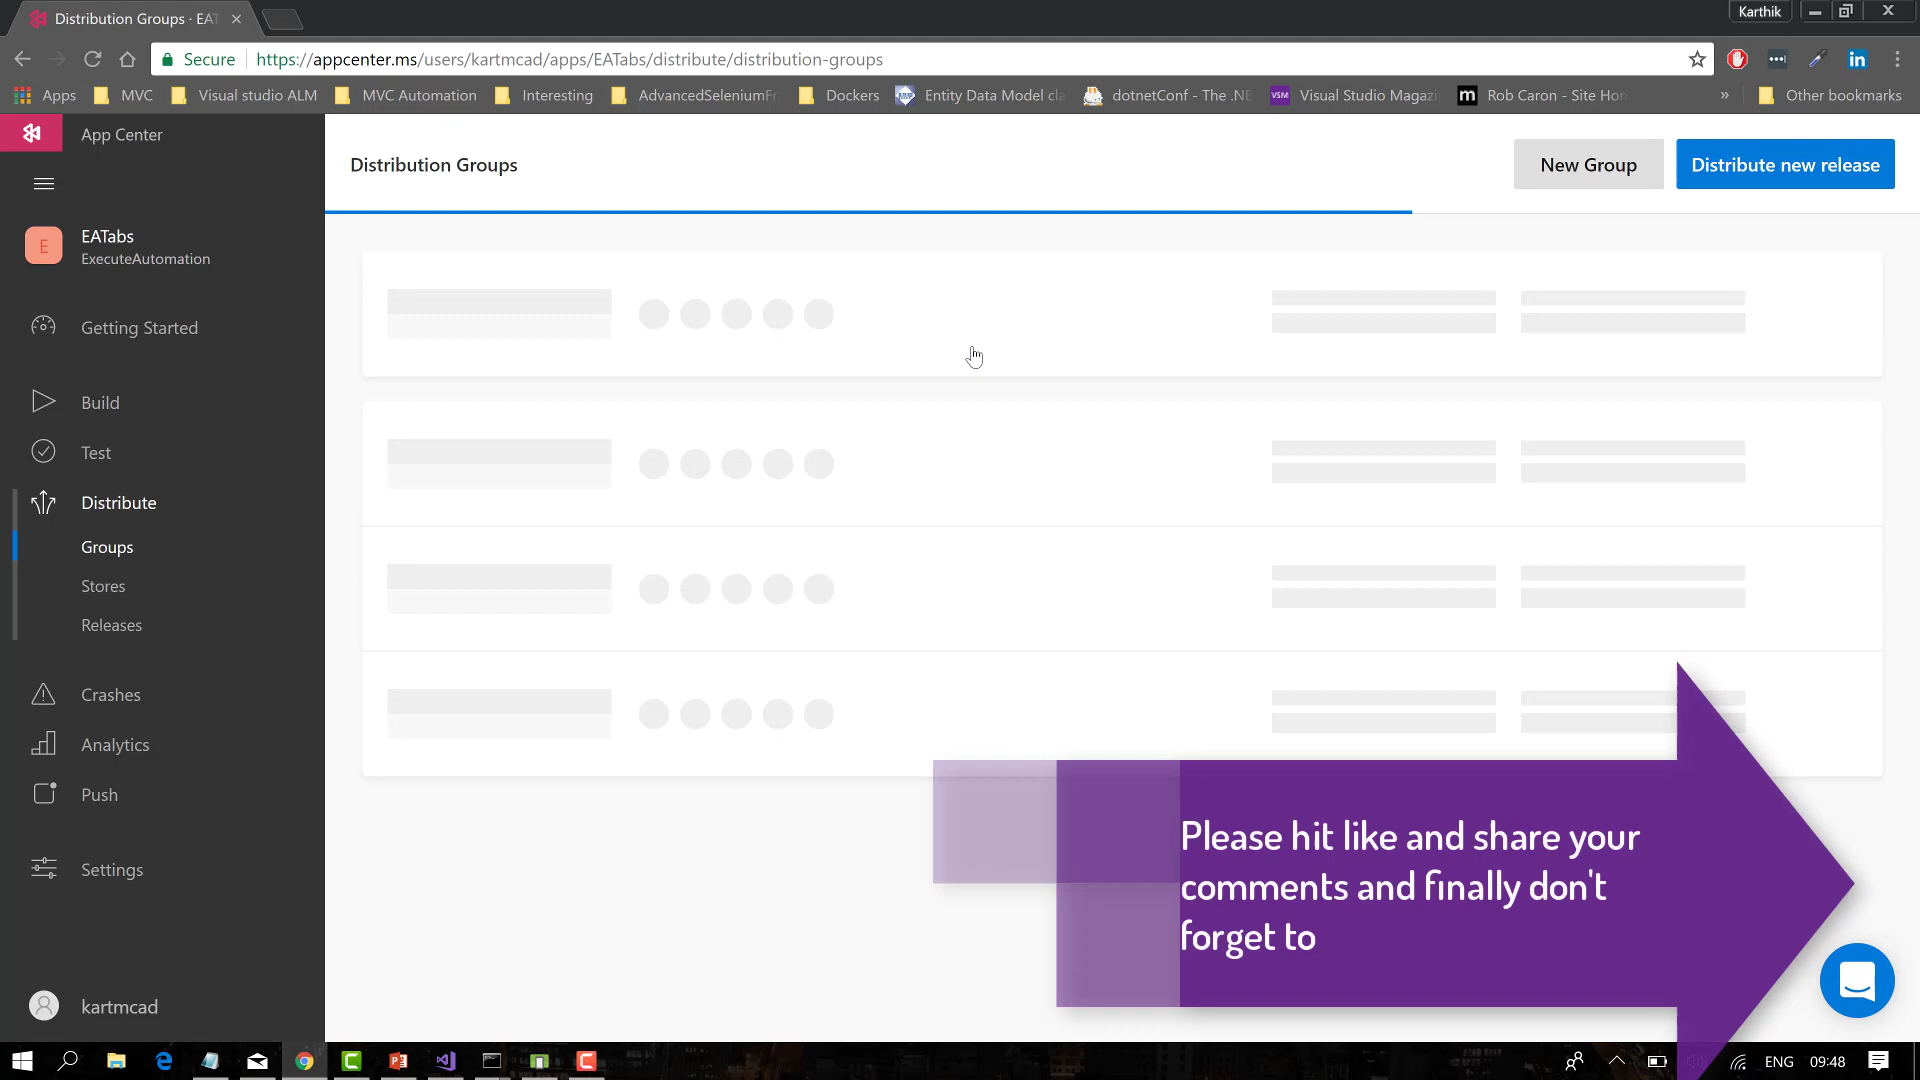 Distribution Groups · EA
Karthik
Secure
https://appcenter.ms/users/kartmcad/apps/EATabs/distribute/distribution-groups
Apps
MVC
Visual studio ALM
MVC Automation
Interesting
AdvancedSeleniumFr
Dockers
Entity Data Model cla
dotnetConf - The .NE
VSM
Visual Studio Magazi
m
Rob Caron - Site Hom
»
Other bookmarks
App Center
Distribution Groups
New Group
Distribute new release
E
EATabs
ExecuteAutomation
Getting Started
Build
Test
Distribute
Groups
Stores
Releases
Crashes
Analytics
Push
Settings
kartmcad
Please hit like and share your
comments and finally don't
forget to
ENG
09:48